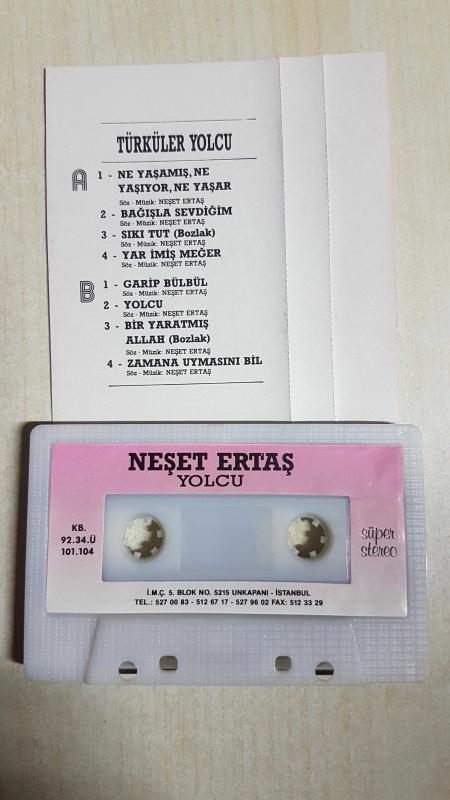 TÜRKÜLER YOLCU
A 1 - NE YAŞAMIŞ, NE
YAŞIYOR, NE YAŞAR
Söz - Müzik: NEŞET ERTAŞ
2 - BAĞIŞLA SEVDİĞİM
Söz - Müzik: NEŞET ERTAŞ
3 - SIKI TUT (Bozlak)
Söz - Müzik: NEŞET ERTAŞ
4 - YAR İMİŞ MEĞER
Söz - Müzik: NEŞET ERTAŞ
B 1 - GARİP BÜLBÜL
Söz - Müzik: NEŞET ERTAŞ
2 - YOLCU
Söz - Müzik: NEŞET ERTAŞ
3 - BİR YARATMIŞ
ALLAH (Bozlak)
Söz - Müzik: NEŞET ERTAŞ
4 - ZAMANA UYMASINI BİL
Söz - Müzik: NEŞET ERTAŞ
NEŞET ERTAŞ
YOLCU
KB.
92.34.Ü
101.104
süper
stereo
İ.M.Ç. 5. BLOK NO. 5215 UNKAPANI - İSTANBUL
TEL.: 527 00 83 - 512 67 17 - 527 96 02 FAX: 512 33 29